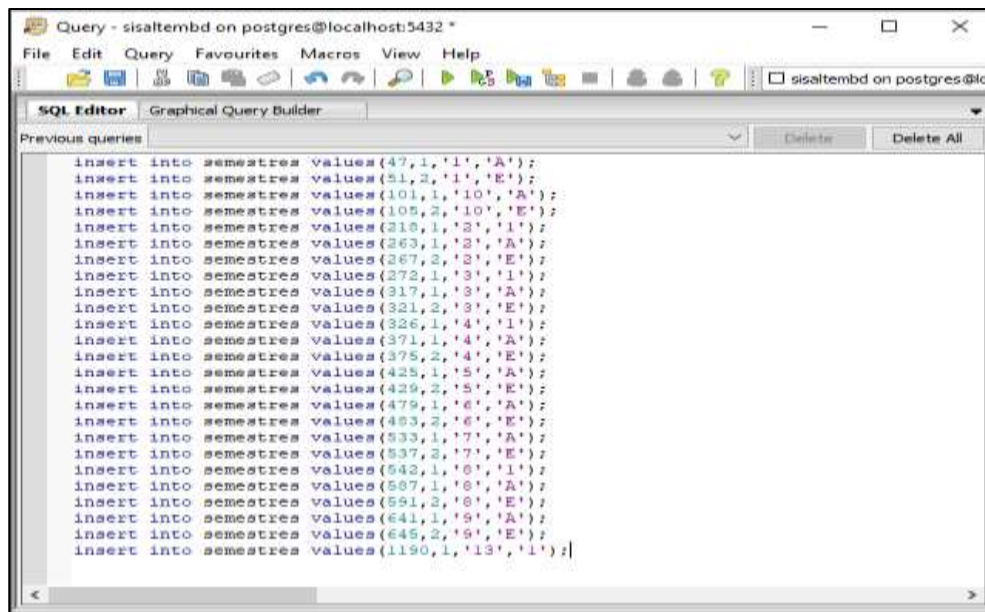 Query - sisaltembd on postgres@localhost:5432 *
File Edit Query Favourites Macros View Help
sisaltembd on postgres@lo
SQL Editor Graphical Query Builder
Previous queries Delete Delete All
insert into semestres values(47,1,'1','A');
insert into semestres values(51,2,'1','E');
insert into semestres values(101,1,'10','A');
insert into semestres values(105,2,'10','E');
insert into semestres values(218,1,'2','1');
insert into semestres values(263,1,'2','A');
insert into semestres values(267,2,'2','E');
insert into semestres values(272,1,'3','1');
insert into semestres values(317,1,'3','A');
insert into semestres values(321,2,'3','E');
insert into semestres values(326,1,'4','1');
insert into semestres values(371,1,'4','A');
insert into semestres values(375,2,'4','E');
insert into semestres values(425,1,'5','A');
insert into semestres values(429,2,'5','E');
insert into semestres values(479,1,'6','A');
insert into semestres values(483,2,'6','E');
insert into semestres values(533,1,'7','A');
insert into semestres values(537,2,'7','E');
insert into semestres values(542,1,'8','1');
insert into semestres values(587,1,'8','A');
insert into semestres values(591,2,'8','E');
insert into semestres values(641,1,'9','A');
insert into semestres values(645,2,'9','E');
insert into semestres values(1190,1,'13','1');